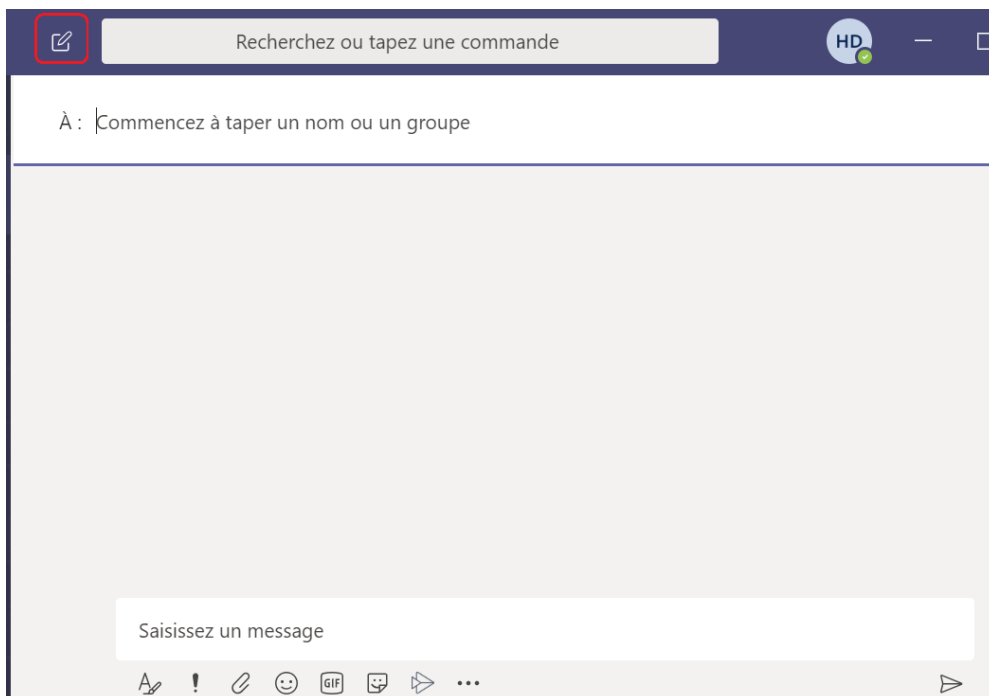 Recherchez ou tapez une commande
HD
À : Commencez à taper un nom ou un groupe
Saisissez un message
GIF